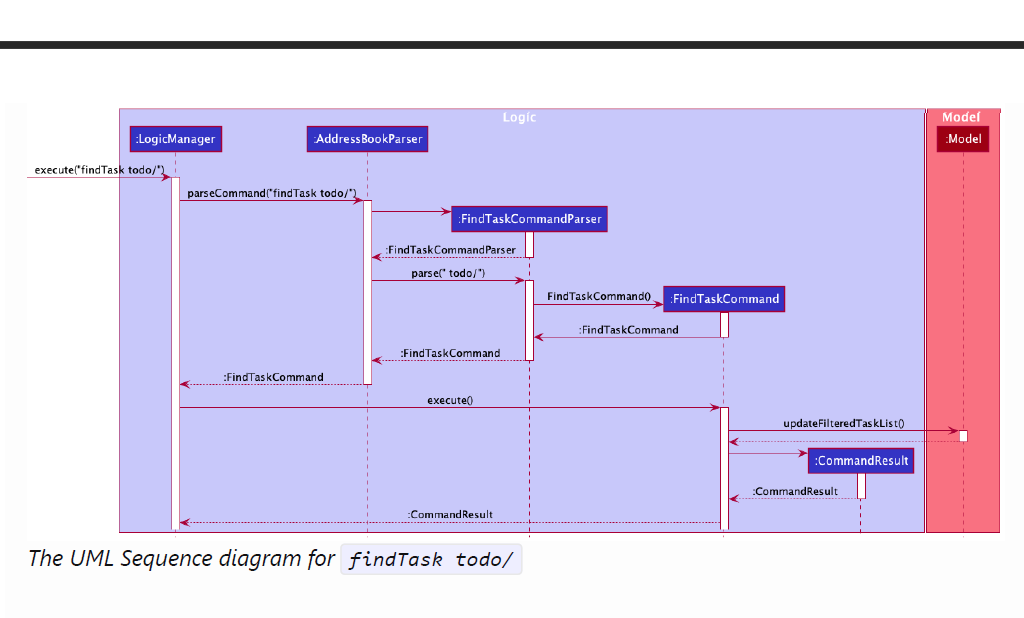 Logic
Model
:LogicManager
:AddressBookParser
:Model
execute("findTask todo/")
parseCommand("findTask todo/")
:FindTaskCommandParser
:FindTaskCommandParser
parse(" todo/")
FindTaskCommand()
:FindTaskCommand
:FindTaskCommand
:FindTaskCommand
:FindTaskCommand
execute()
updateFilteredTaskList()
:CommandResult
:CommandResult
:CommandResult
The UML Sequence diagram for findTask todo/